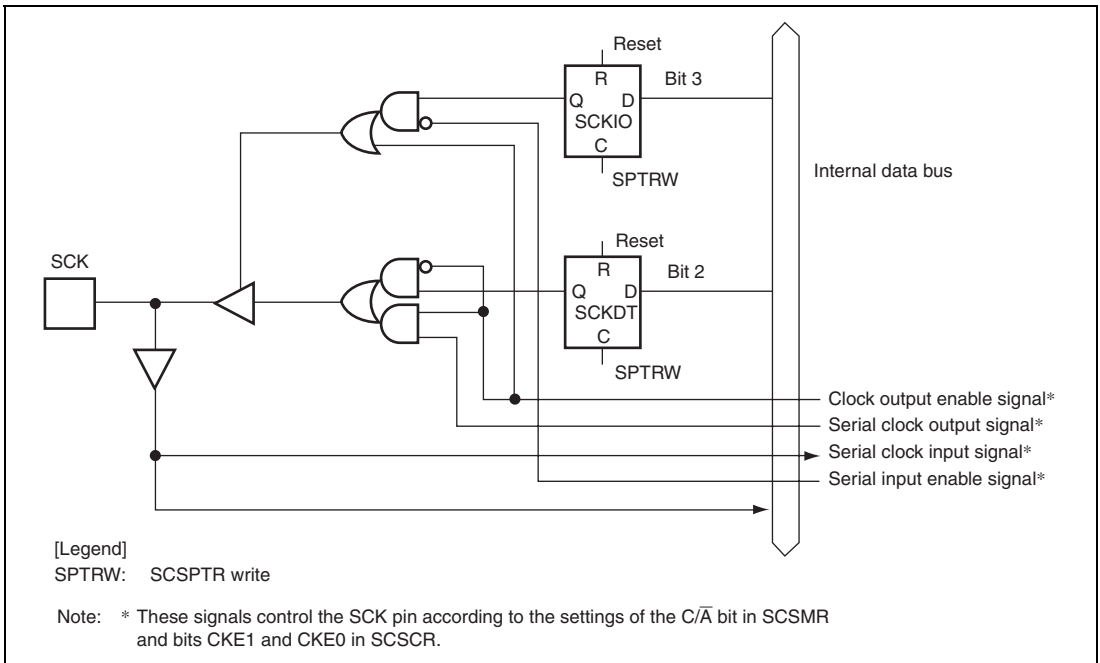 Reset
R
Bit 3
Q D
SCKIO
C
SPTRW
Internal data bus
Reset
SCK
R
Bit 2
Q D
SCKDT
C
SPTRW
Clock output enable signal*
Serial clock output signal*
Serial clock input signal*
Serial input enable signal*
[Legend]
SPTRW: SCSPTR write
Note: * These signals control the SCK pin according to the settings of the C/A̅ bit in SCSMR
and bits CKE1 and CKE0 in SCSCR.